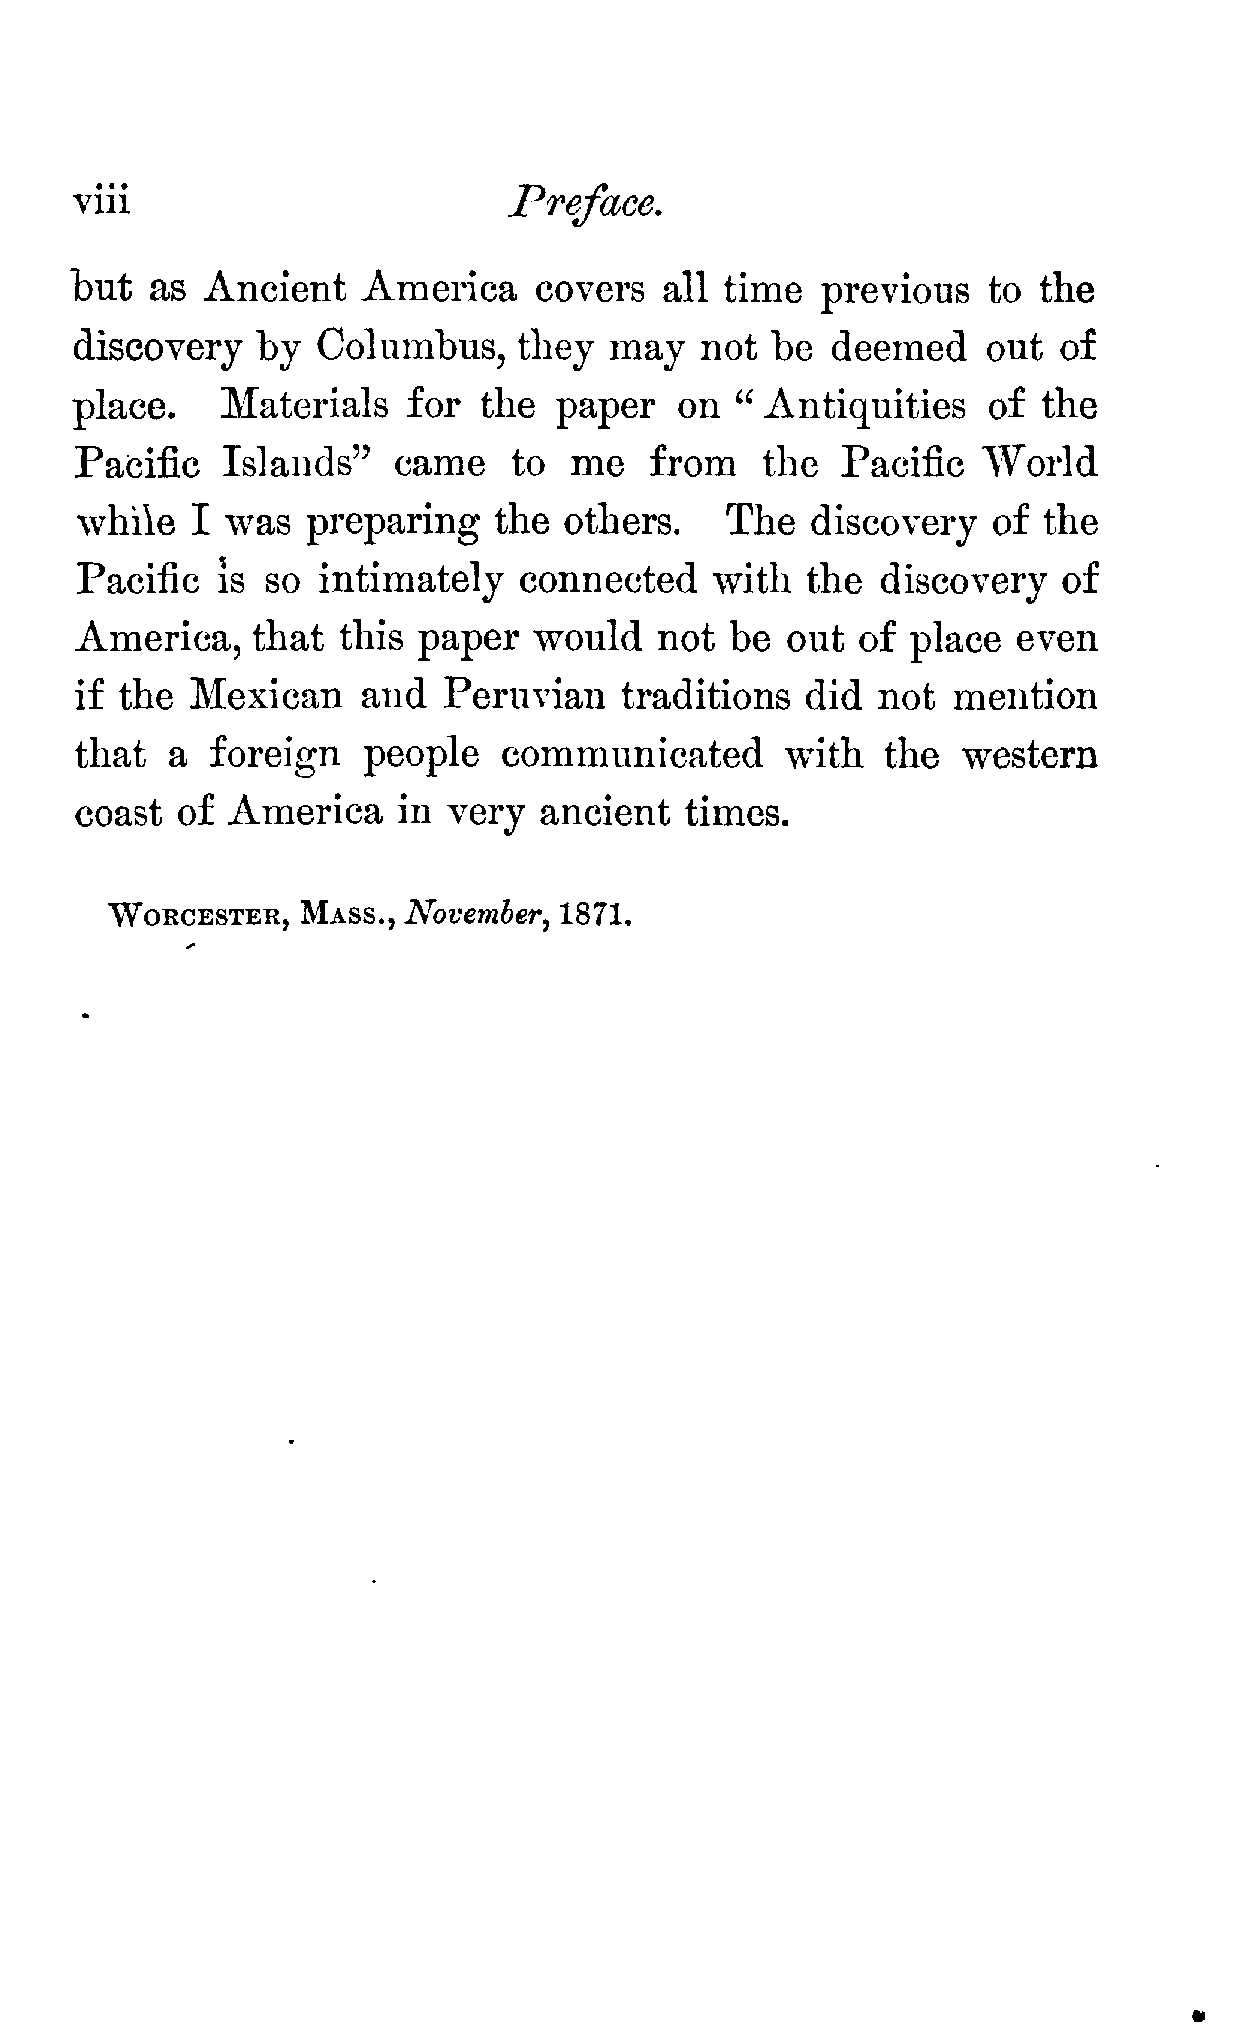 viii Preface.
but as Ancient America covers all time previous to the
discovery by Columbus, they may not be deemed out of
place. Materials for the paper on “ Antiquities of the
Pacific Islands” came to me from the Pacific World
while I was preparing the others. The discovery of the
Pacific is so intimately connected with the discovery of
America, that this paper would not be out of place even
if the Mexican and Peruvian traditions did not mention
that a foreign people communicated with the western
coast of America in very ancient times.
WORCESTER, MASS., November, 1871.